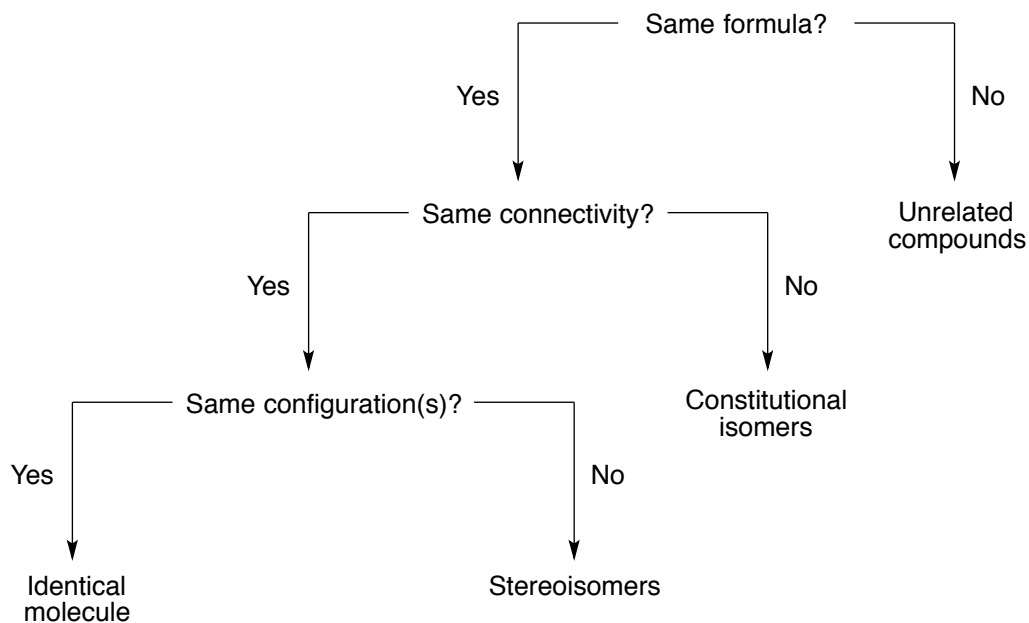 Same formula?
Yes
No
Same connectivity?
Unrelated
compounds
Yes
No
Same configuration(s)?
Constitutional
isomers
Yes
No
Identical
molecule
Stereoisomers